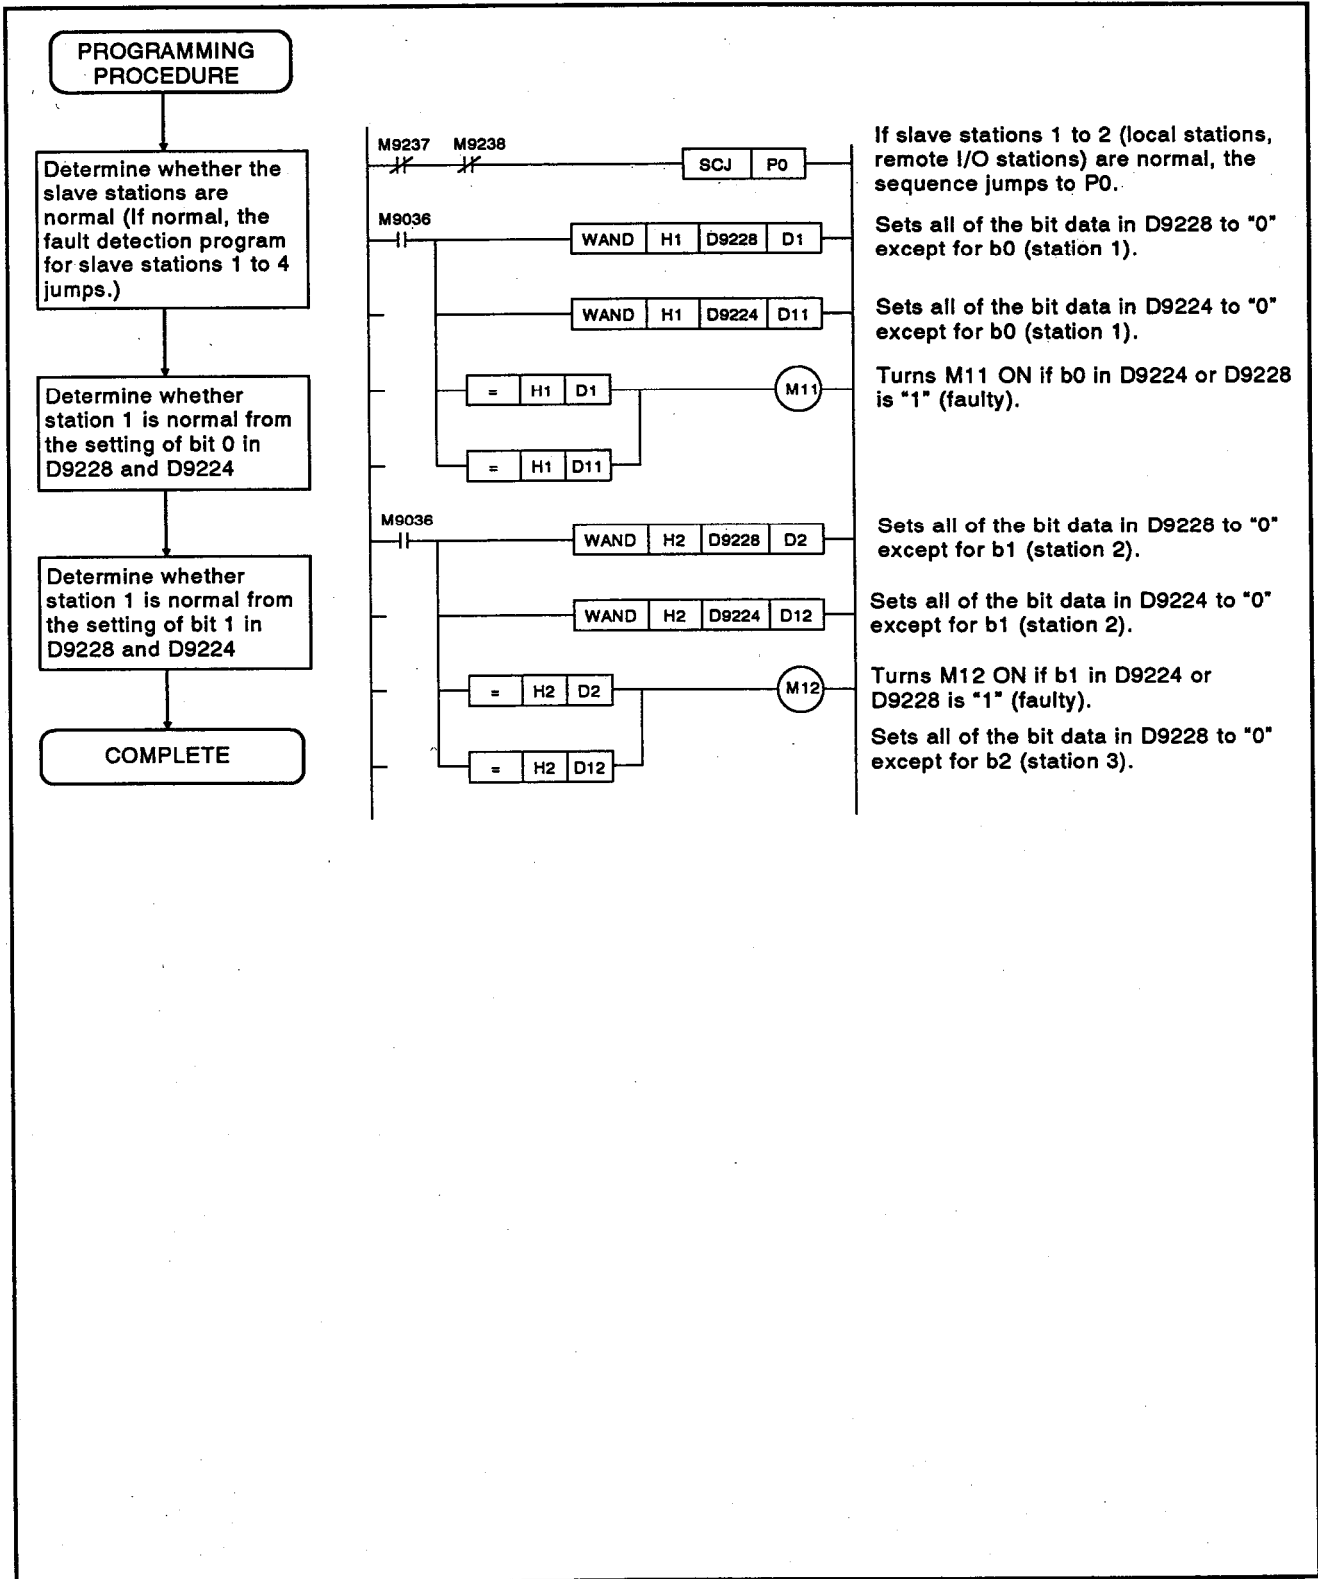 PROGRAMMING
PROCEDURE
Determine whether the
slave stations are
normal (If normal, the
fault detection program
for slave stations 1 to 4
jumps.)
Determine whether
station 1 is normal from
the setting of bit 0 in
D9228 and D9224
Determine whether
station 1 is normal from
the setting of bit 1 in
D9228 and D9224
COMPLETE
M9237 M9238
SCJ P0
If slave stations 1 to 2 (local stations,
remote I/O stations) are normal, the
sequence jumps to P0.
M9036
WAND H1 D9228 D1
Sets all of the bit data in D9228 to "0"
except for b0 (station 1).
WAND H1 D9224 D11
Sets all of the bit data in D9224 to "0"
except for b0 (station 1).
= H1 D1
M11
Turns M11 ON if b0 in D9224 or D9228
is "1" (faulty).
= H1 D11
M9036
WAND H2 D9228 D2
Sets all of the bit data in D9228 to "0"
except for b1 (station 2).
WAND H2 D9224 D12
Sets all of the bit data in D9224 to "0"
except for b1 (station 2).
= H2 D2
M12
Turns M12 ON if b1 in D9224 or
D9228 is "1" (faulty).
= H2 D12
Sets all of the bit data in D9228 to "0"
except for b2 (station 3).